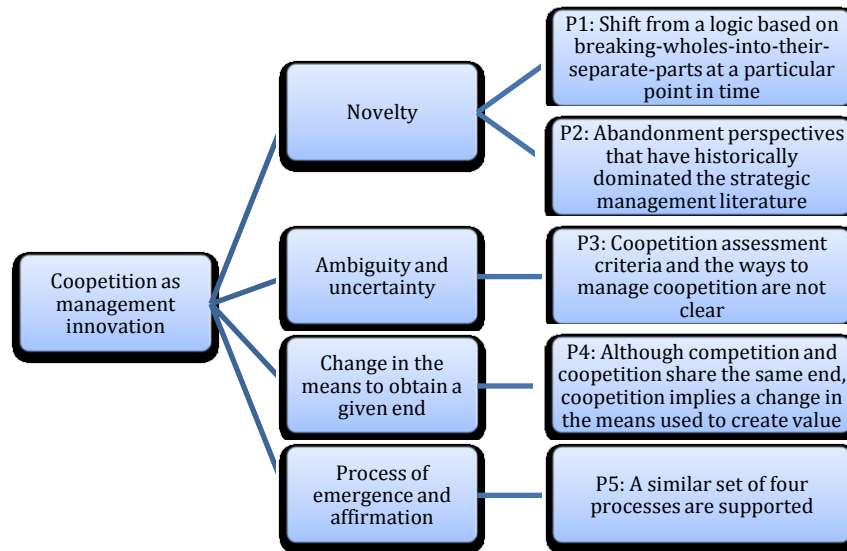 P1: Shift from a logic based on
breaking-wholes-into-their-
separate-parts at a particular
point in time
Novelty
P2: Abandonment perspectives
that have historically
dominated the strategic
management literature
Coopetition as
management
innovation
Ambiguity and
uncertainty
P3: Coopetition assessment
criteria and the ways to
manage coopetition are not
clear
Change in the
means to obtain a
given end
P4: Although competition and
coopetition share the same end,
coopetition implies a change in
the means used to create value
Process of
emergence and
affirmation
P5: A similar set of four
processes are supported